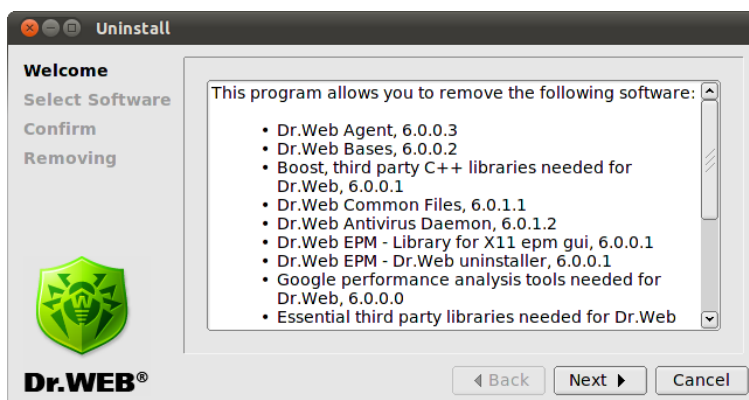 Uninstall
Welcome
Select Software
Confirm
Removing
This program allows you to remove the following software:
• Dr.Web Agent, 6.0.0.3
• Dr.Web Bases, 6.0.0.2
• Boost, third party C++ libraries needed for
Dr.Web, 6.0.0.1
• Dr.Web Common Files, 6.0.1.1
• Dr.Web Antivirus Daemon, 6.0.1.2
• Dr.Web EPM - Library for X11 epm gui, 6.0.0.1
• Dr.Web EPM - Dr.Web uninstaller, 6.0.0.1
• Google performance analysis tools needed for
Dr.Web, 6.0.0.0
• Essential third party libraries needed for Dr.Web
Dr.WEB®
Back
Next
Cancel